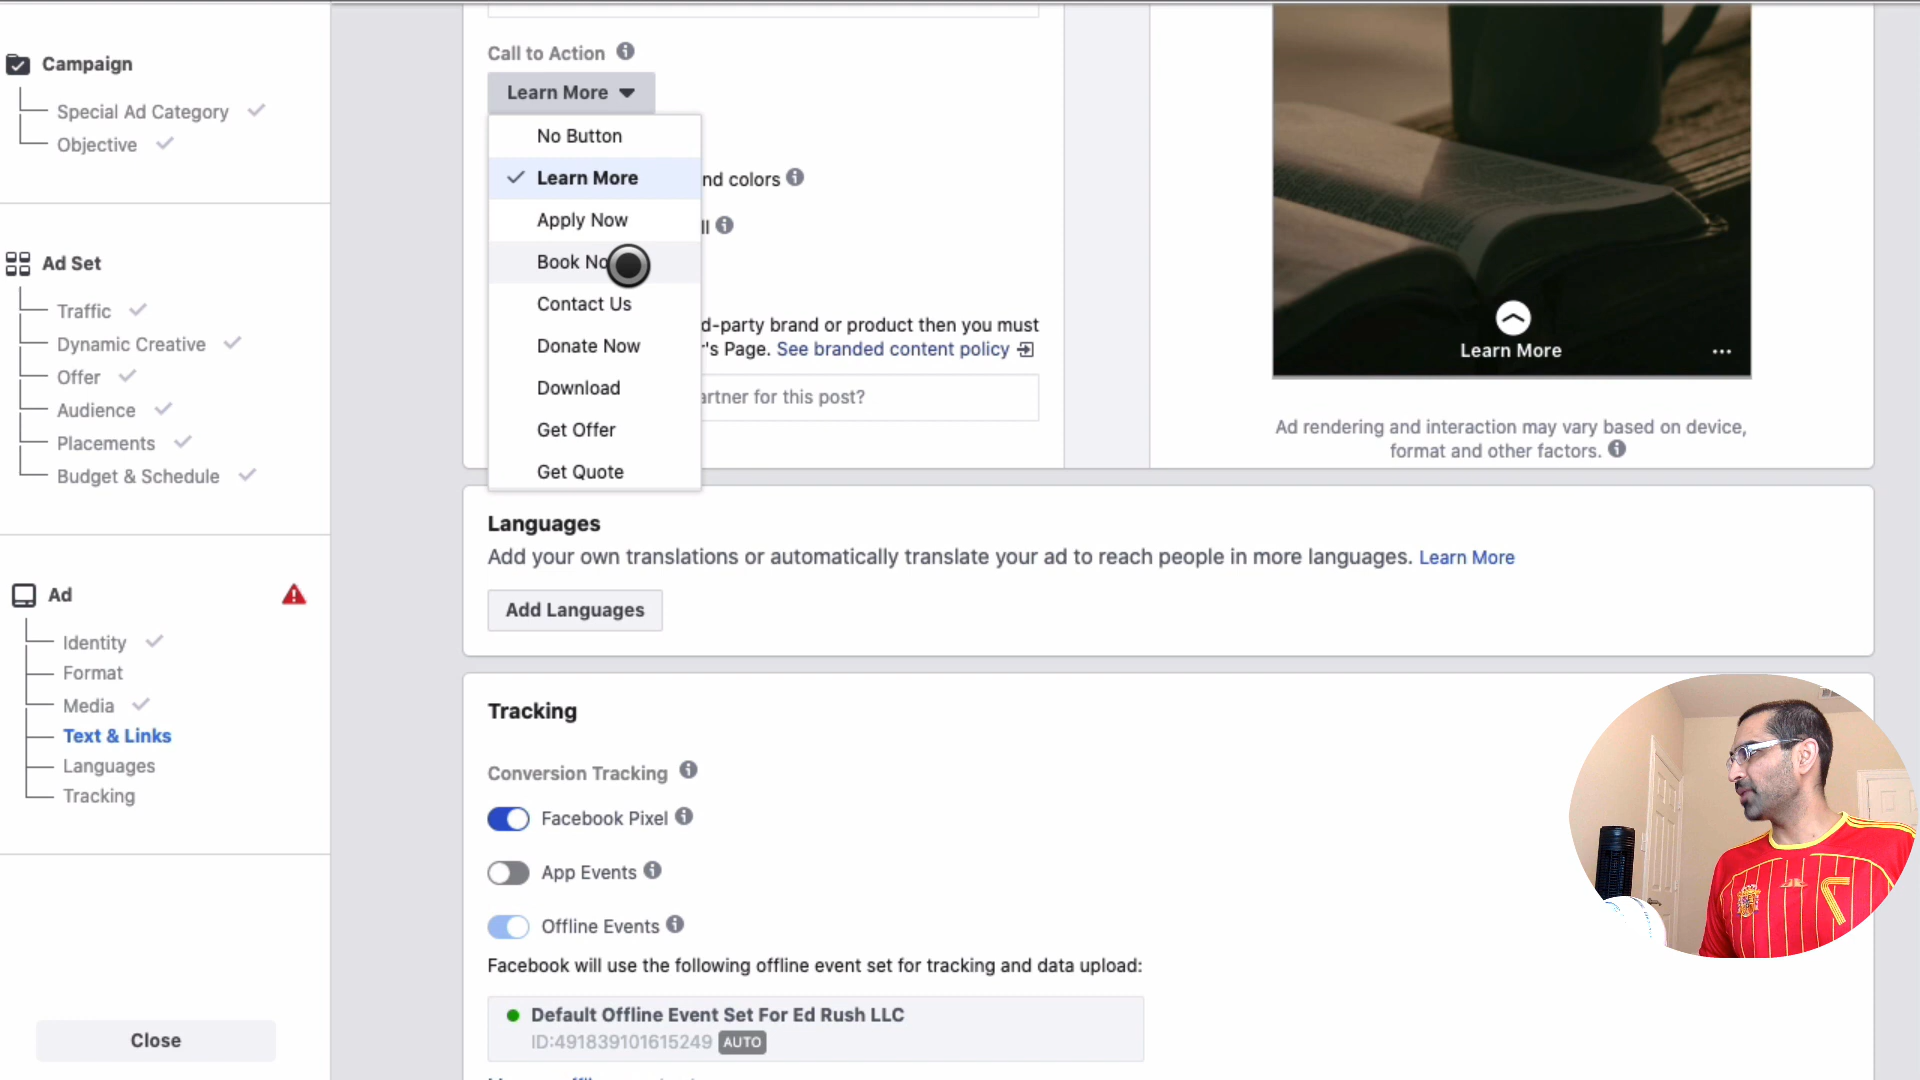 Campaign
Special Ad Category
Objective
Ad Set
Traffic
Dynamic Creative
Offer
Audience
Placements
Budget & Schedule
Ad
Identity
Format
Media
Text & Links
Languages
Tracking
Close
Call to Action
Learn More
No Button
Learn More
Apply Now
Book No
Contact Us
Donate Now
Download
Get Offer
Get Quote
nd colors
ll
d-party brand or product then you must
r's Page. See branded content policy
artner for this post?
Learn More
Ad rendering and interaction may vary based on device,
format and other factors.
Languages
Add your own translations or automatically translate your ad to reach people in more languages. Learn More
Add Languages
Tracking
Conversion Tracking
Facebook Pixel
App Events
Offline Events
Facebook will use the following offline event set for tracking and data upload:
Default Offline Event Set For Ed Rush LLC
ID:491839101615249 AUTO